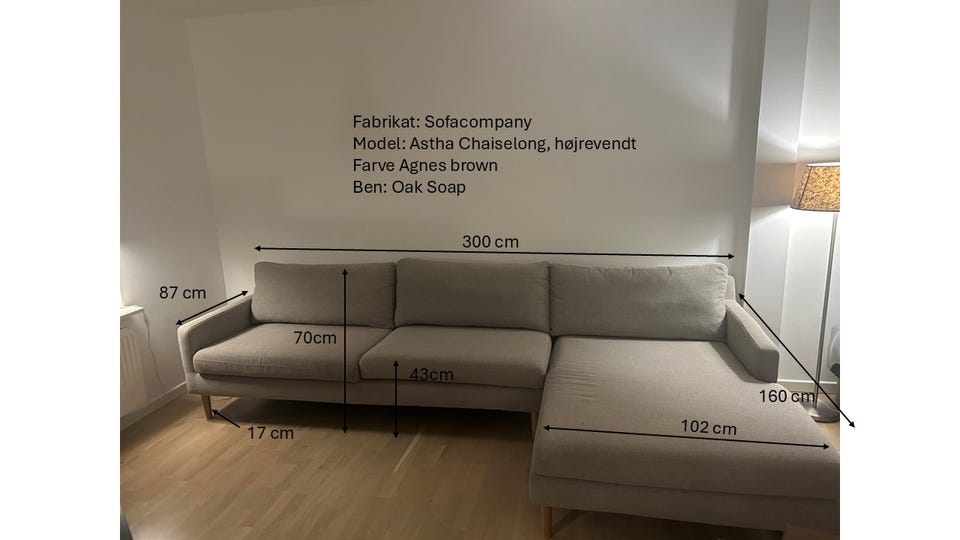 Fabrikat: Sofacompany
Model: Astha Chaiselong, højrevendt
Farve Agnes brown
Ben: Oak Soap
300 cm
87 cm
70cm
43cm
160 cm
102 cm
17 cm